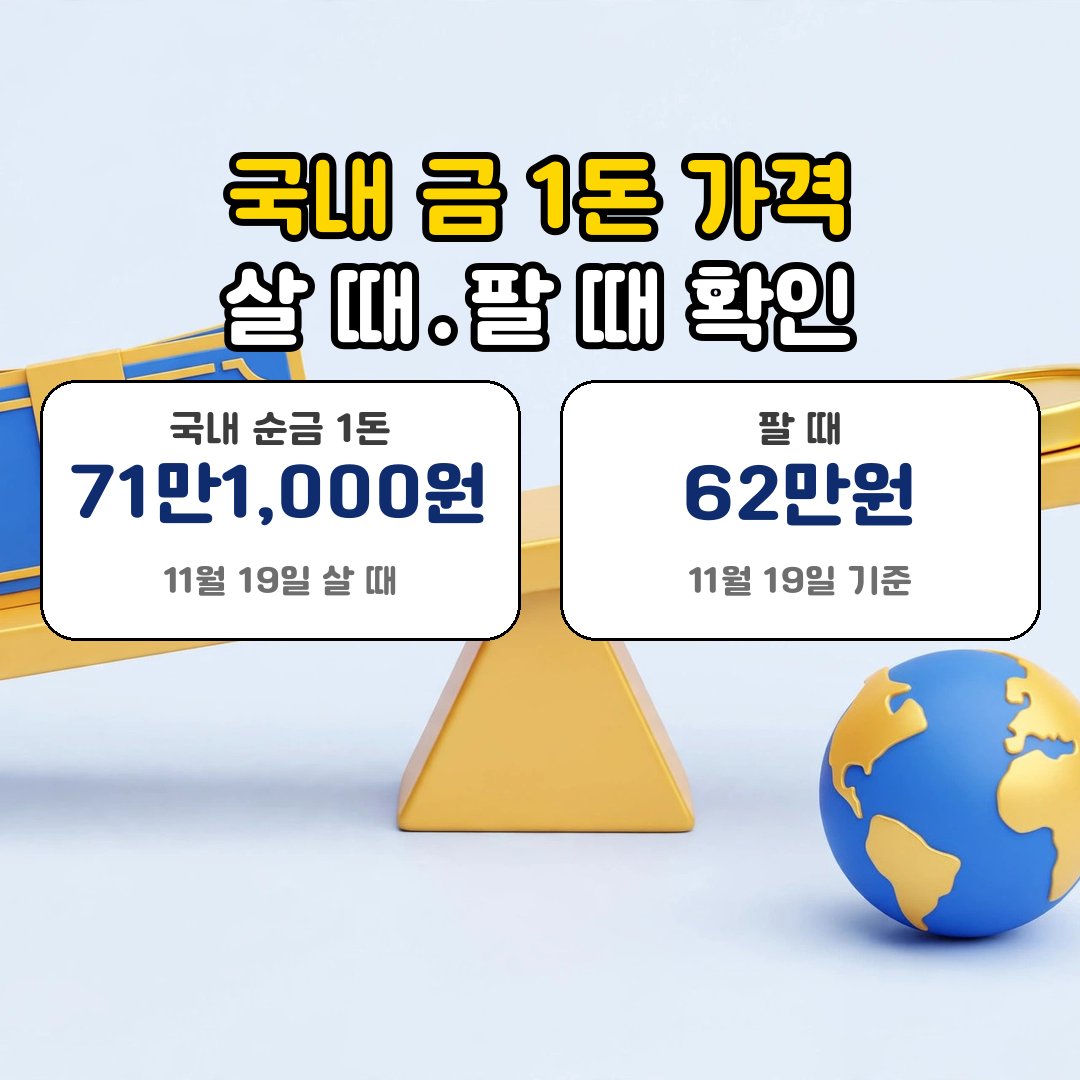 국내 금 1돈 가격
살 때.팔 때 확인
국내 순금 1돈
71만1,000원
11월 19일 살 때
팔 때
62만원
11월 19일 기준